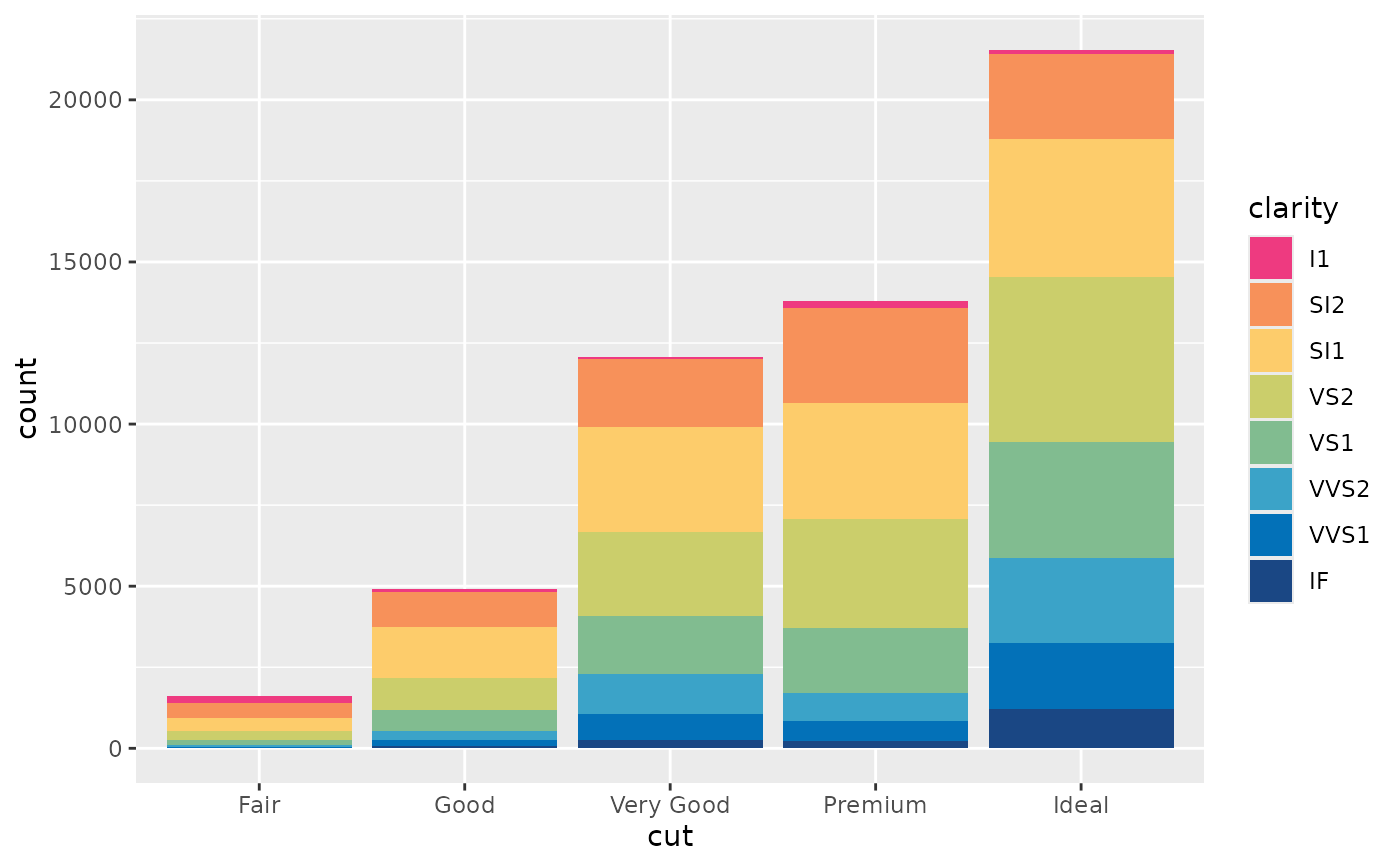 20000
15000
10000
5000
0
count
Fair
Good
Very Good
Premium
Ideal
cut
clarity
I1
SI2
SI1
VS2
VS1
VVS2
VVS1
IF